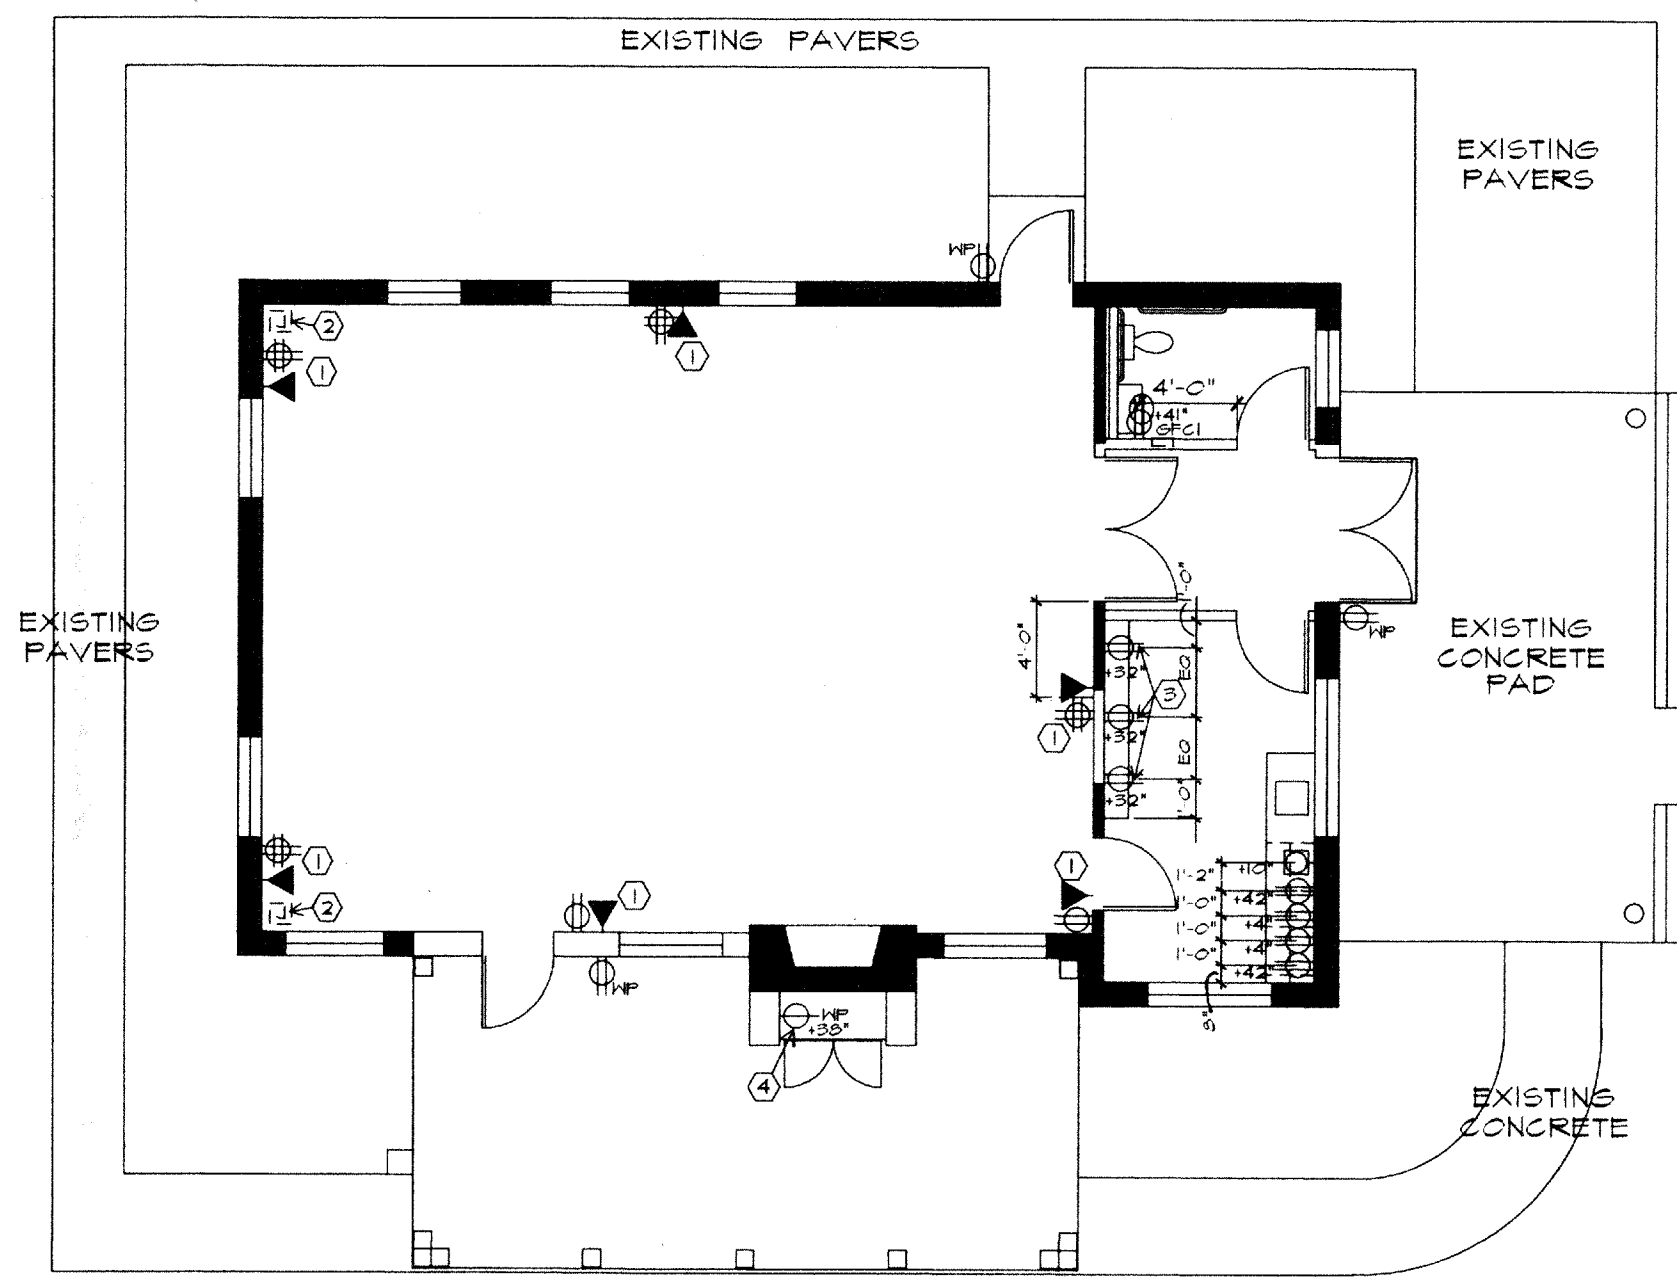 EXISTING PAVERS
EXISTING
PAVERS
WP
2
1
1
4'-0"
+41"
GFCI
1'-0"
4'-0"
EXISTING
PAVERS
WP
EXISTING
CONCRETE
PAD
+32"
EQ
3
1
+32"
EQ
+32"
1'-0"
1
1
1
2
1'-2"
+10"
1'-0"
+42"
1'-0"
+4"
1'-0"
+4"
+42"
WP
WP
+38"
4
EXISTING
CONCRETE